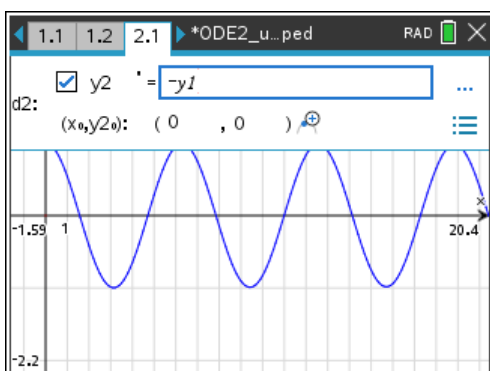 1.1 1.2 2.1 *ODE2_u...ped RAD
y2 ' = -y1 ...
d2:
(x₀,y2₀): ( 0 , 0 )
x
-1.59 1 20.4
-2.2